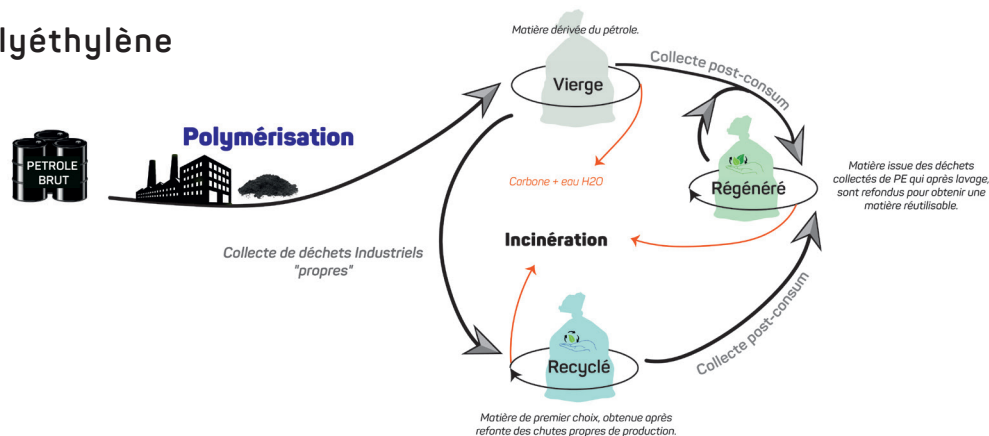 lyéthylène
Matière dérivée du pétrole.
Vierge
Collecte post-consum
Polymérisation
PETROLE
BRUT
Carbone + eau H2O
Régénéré
Matière issue des déchets
collectés de PE qui après lavage,
sont refondus pour obtenir une
matière réutilisable.
Incinération
Collecte de déchets Industriels
"propres"
Recyclé
Collecte post-consum
Matière de premier choix, obtenue après
refonte des chutes propres de production.